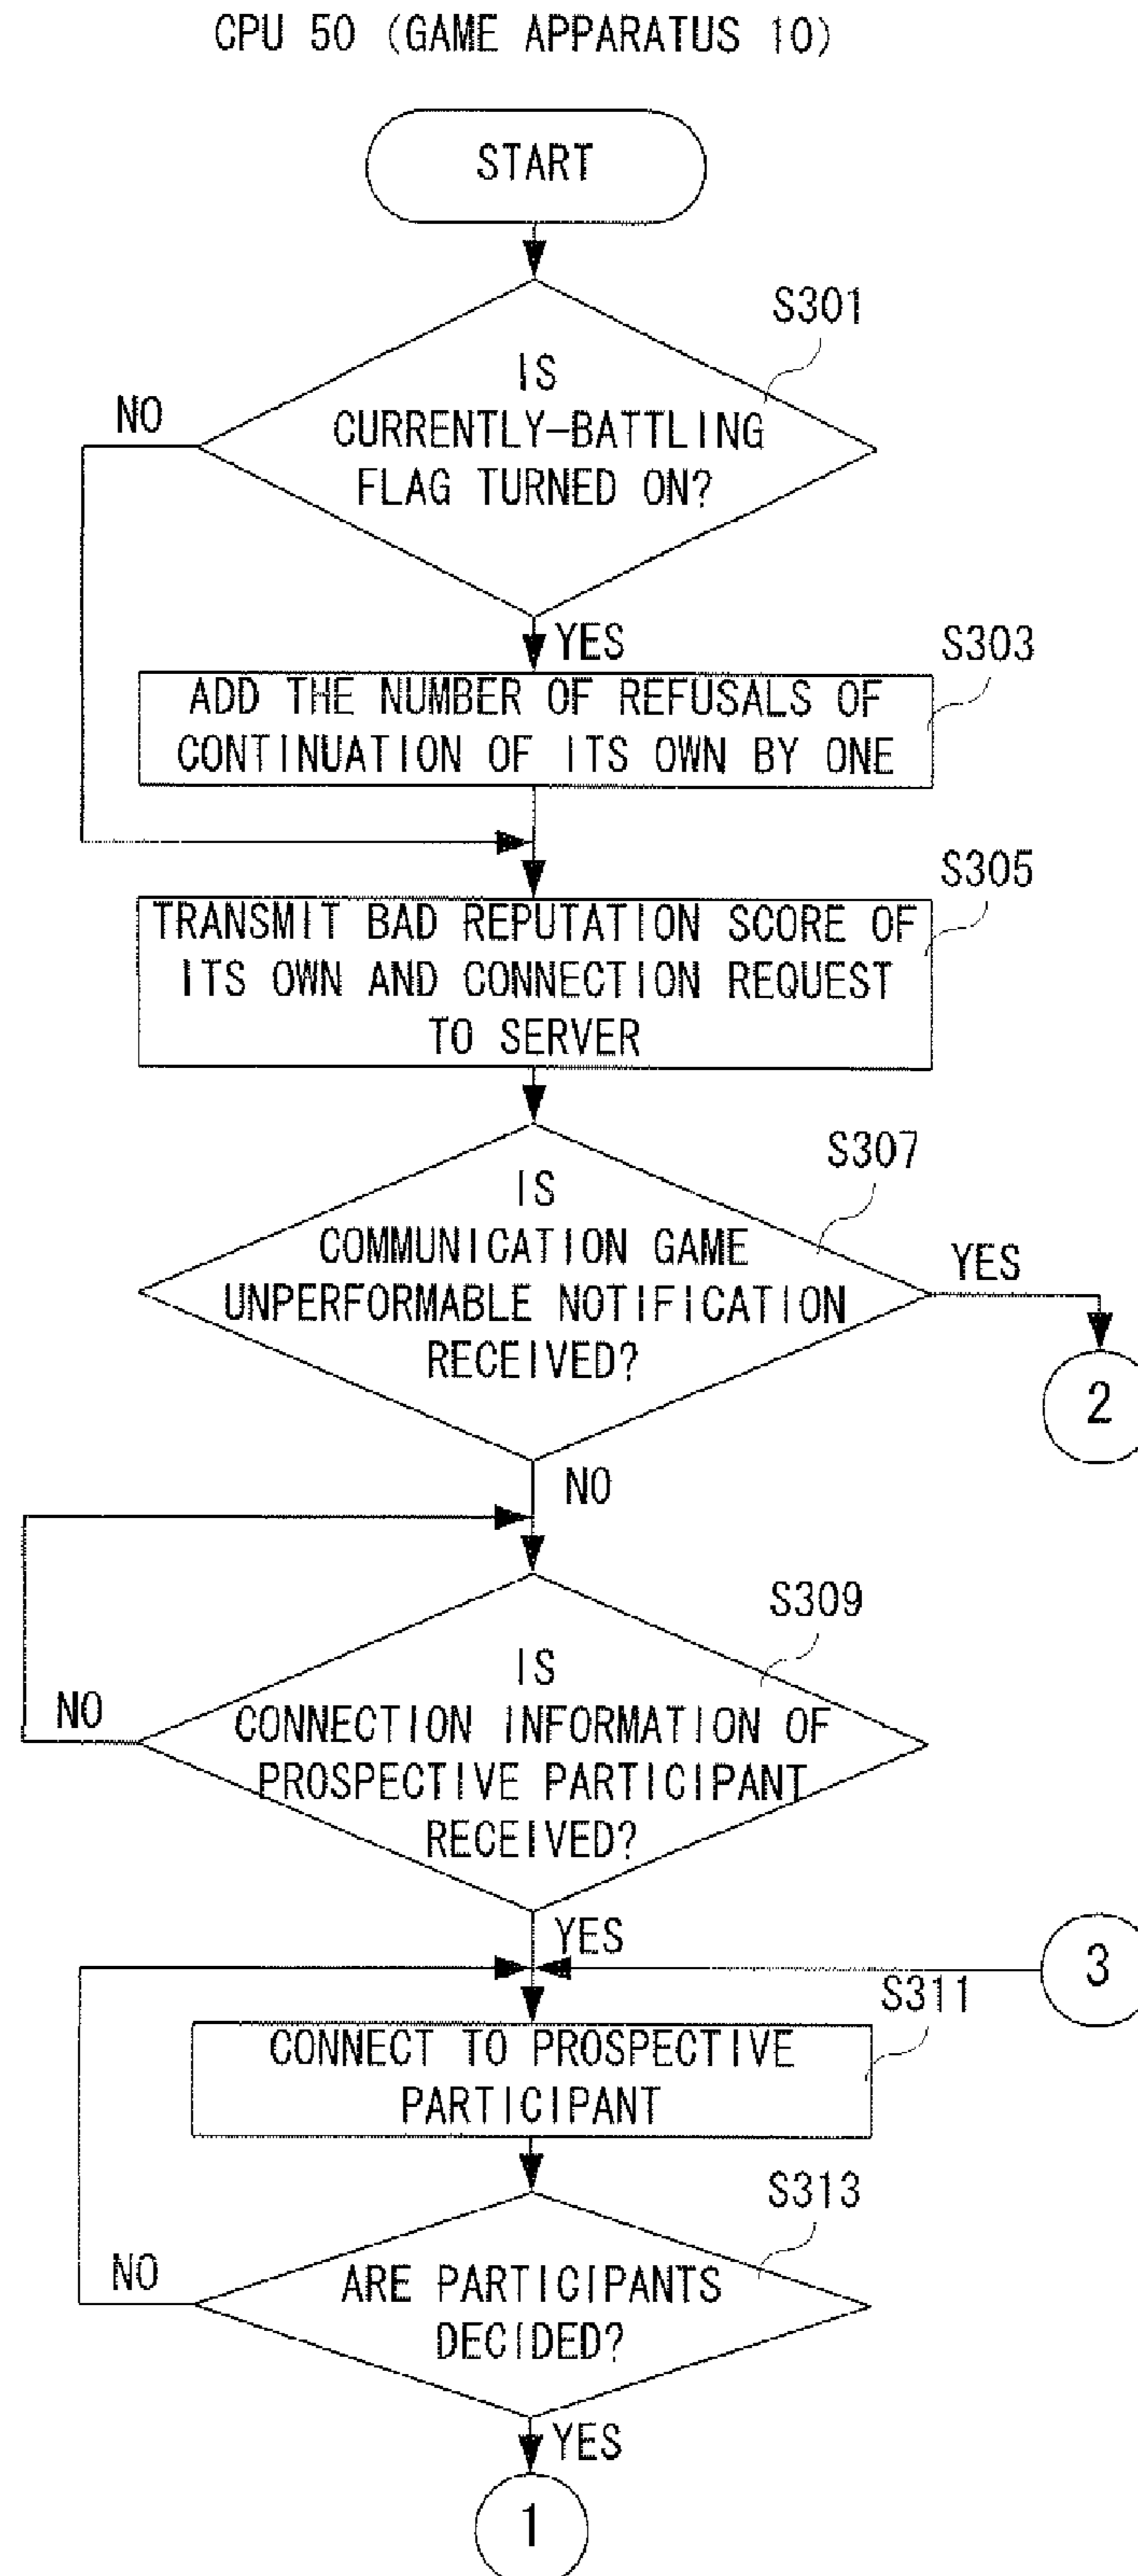 CPU 50 (GAME APPARATUS 10)
START
S301
IS
CURRENTLY-BATTLING
FLAG TURNED ON?
NO
YES
S303
ADD THE NUMBER OF REFUSALS OF
CONTINUATION OF ITS OWN BY ONE
S305
TRANSMIT BAD REPUTATION SCORE OF
ITS OWN AND CONNECTION REQUEST
TO SERVER
S307
IS
COMMUNICATION GAME
UNPERFORMABLE NOTIFICATION
RECEIVED?
YES
2
NO
S309
IS
CONNECTION INFORMATION OF
PROSPECTIVE PARTICIPANT
RECEIVED?
NO
YES
3
S311
CONNECT TO PROSPECTIVE
PARTICIPANT
S313
ARE PARTICIPANTS
DECIDED?
NO
YES
1